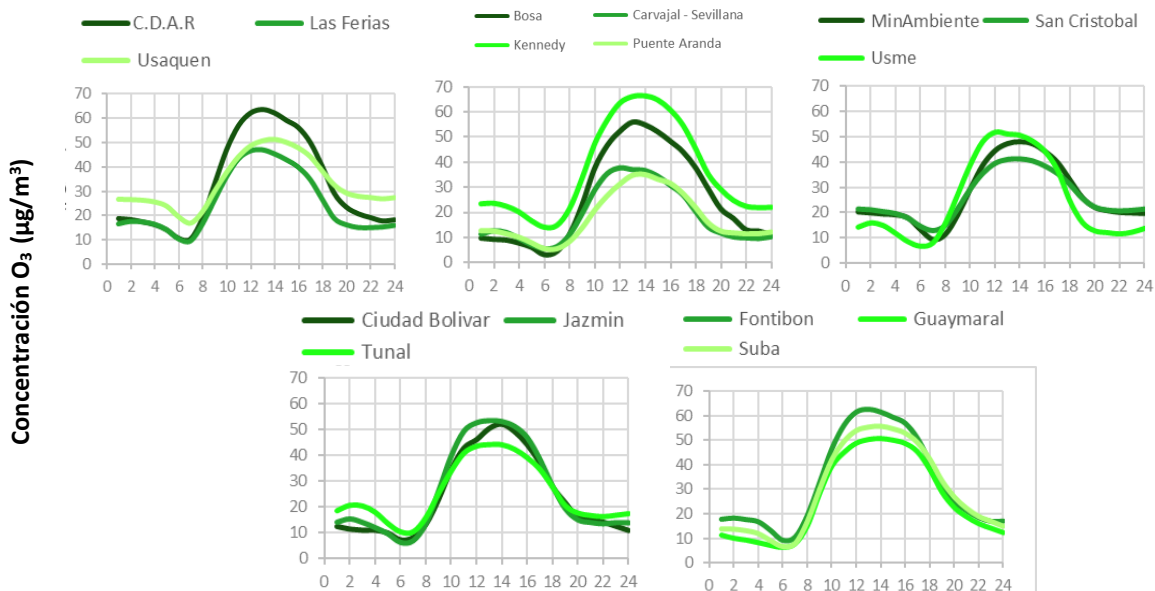 C.D.A.R Las Ferias
Usaquen
70
60
50
40
30
20
10
0
0 2 4 6 8 10 12 14 16 18 20 22 24
Bosa Carvajal - Sevillana
Kennedy Puente Aranda
70
60
50
40
30
20
10
0
0 2 4 6 8 10 12 14 16 18 20 22 24
MinAmbiente San Cristobal
Usme
70
60
50
40
30
20
10
0
0 2 4 6 8 10 12 14 16 18 20 22 24
Concentración O₃ (µg/m³)
Ciudad Bolivar Jazmin
Tunal
70
60
50
40
30
20
10
0
0 2 4 6 8 10 12 14 16 18 20 22 24
Fontibon Guaymaral
Suba
70
60
50
40
30
20
10
0
0 2 4 6 8 10 12 14 16 18 20 22 24